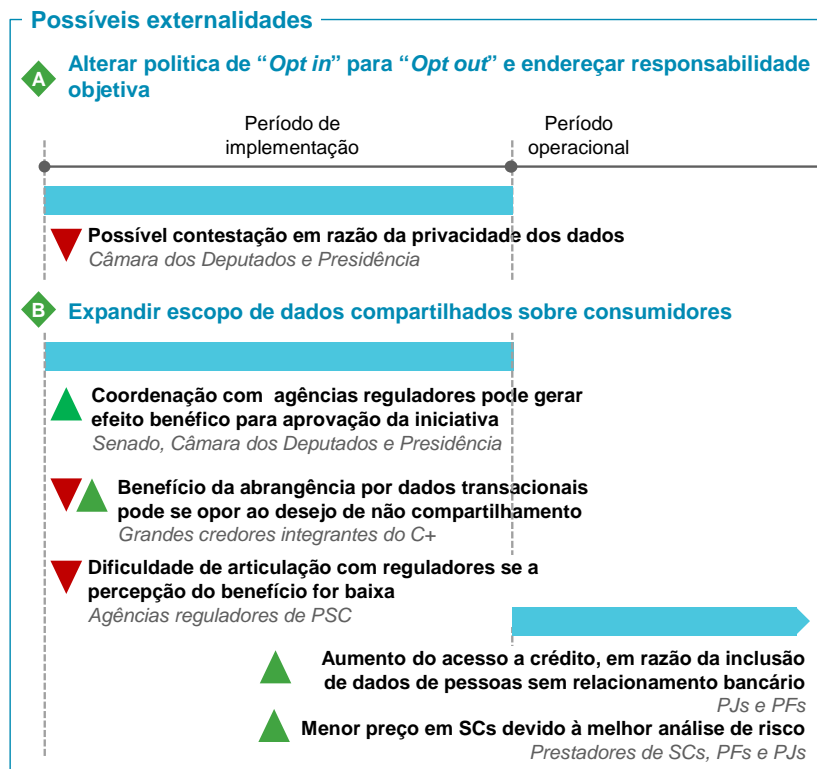 Possíveis externalidades
A
Alterar politica de “Opt in” para “Opt out” e endereçar responsabilidade
objetiva
Período de
implementação
Período
operacional
Possível contestação em razão da privacidade dos dados
Câmara dos Deputados e Presidência
B
Expandir escopo de dados compartilhados sobre consumidores
Coordenação com agências reguladores pode gerar
efeito benéfico para aprovação da iniciativa
Senado, Câmara dos Deputados e Presidência
Benefício da abrangência por dados transacionais
pode se opor ao desejo de não compartilhamento
Grandes credores integrantes do C+
Dificuldade de articulação com reguladores se a
percepção do benefício for baixa
Agências reguladores de PSC
Aumento do acesso a crédito, em razão da inclusão
de dados de pessoas sem relacionamento bancário
PJs e PFs
Menor preço em SCs devido à melhor análise de risco
Prestadores de SCs, PFs e PJs